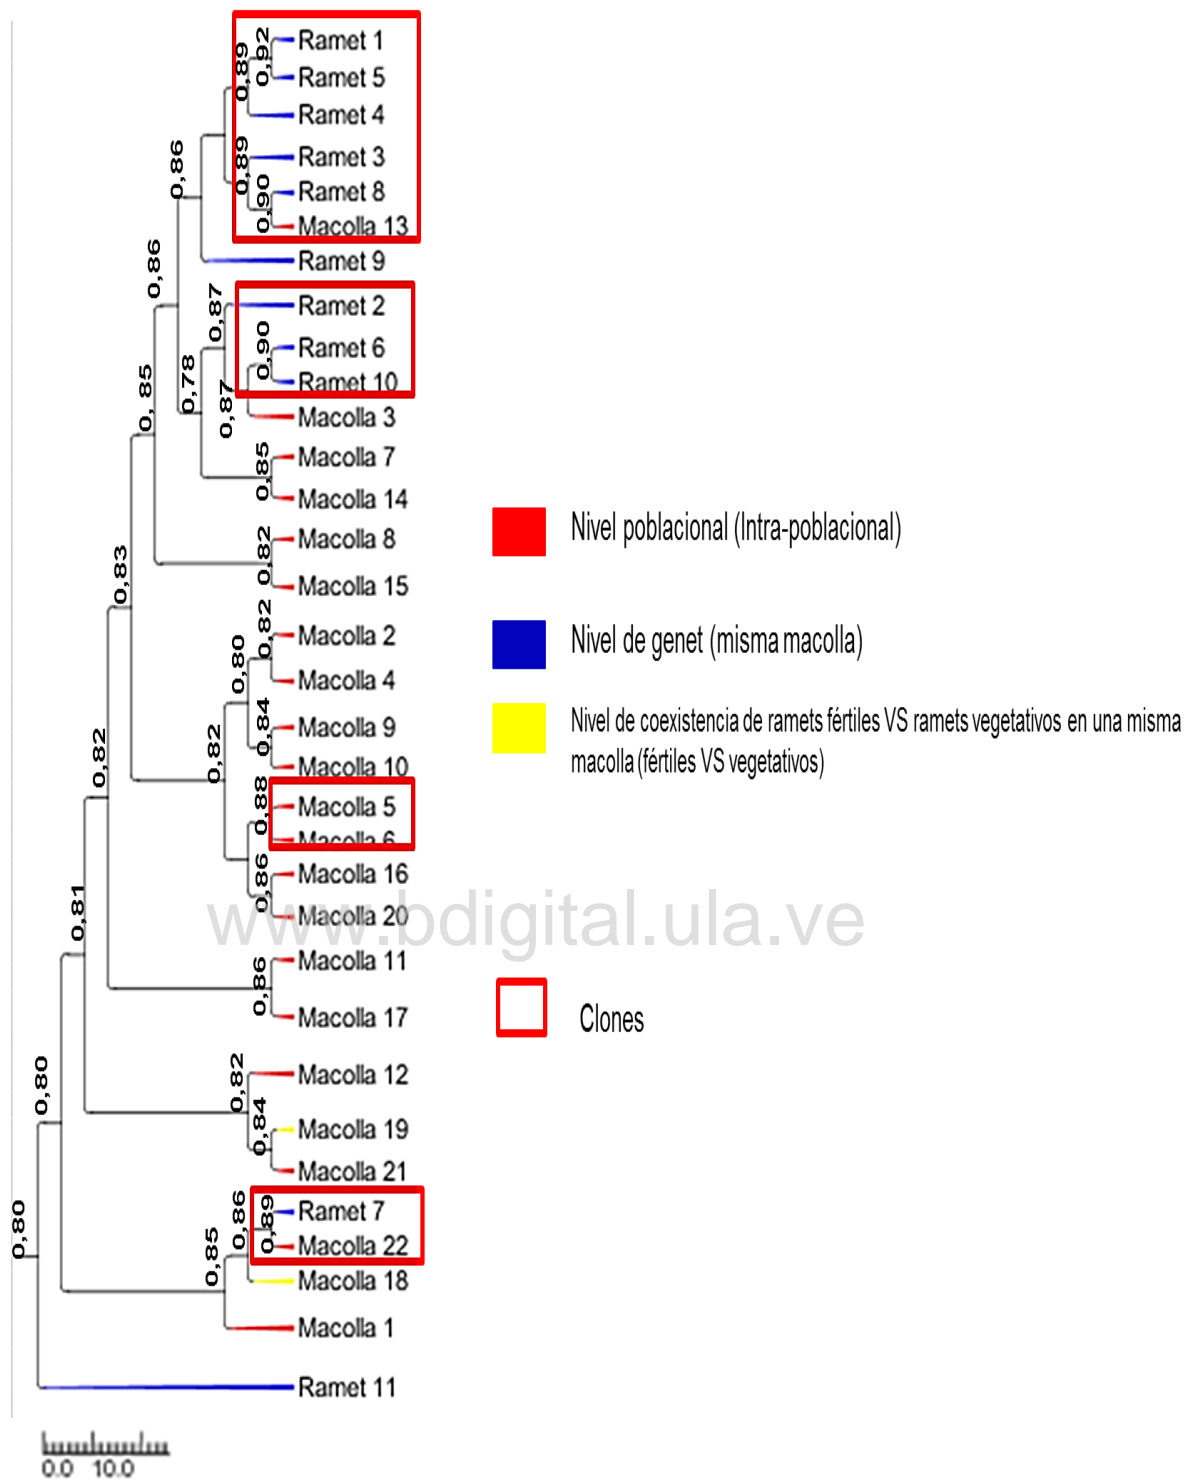 0,92
Ramet 1
0,89
Ramet 5
Ramet 4
0,86
0,89
Ramet 3
0,90
Ramet 8
Macolla 13
0,86
Ramet 9
0,87
Ramet 2
0,90
Ramet 6
0,78
Ramet 10
0,85
0,87
Macolla 3
0,85
Macolla 7
Macolla 14
0,82
Macolla 8
0,83
Macolla 15
0,82
Macolla 2
0,80
Macolla 4
0,84
Macolla 9
0,82
0,82
Macolla 10
0,88
Macolla 5
Macolla 6
0,86
Macolla 16
0,81
Macolla 20
0,86
Macolla 11
Macolla 17
0,80
0,82
Macolla 12
0,84
Macolla 19
Macolla 21
0,80
0,86
0,89
Ramet 7
0,85
Macolla 22
Macolla 18
Macolla 1
Ramet 11
0.0 10.0
Nivel poblacional (Intra-poblacional)
Nivel de genet (misma macolla)
Nivel de coexistencia de ramets fértiles VS ramets vegetativos en una misma
macolla (fértiles VS vegetativos)
www.bdigital.ula.ve
Clones